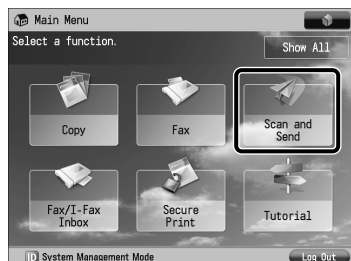 Main Menu
Select a function.
Show All
Copy
Fax
Scan and
Send
Fax/I-Fax
Inbox
Secure
Print
Tutorial
ID System Management Mode
Log Out